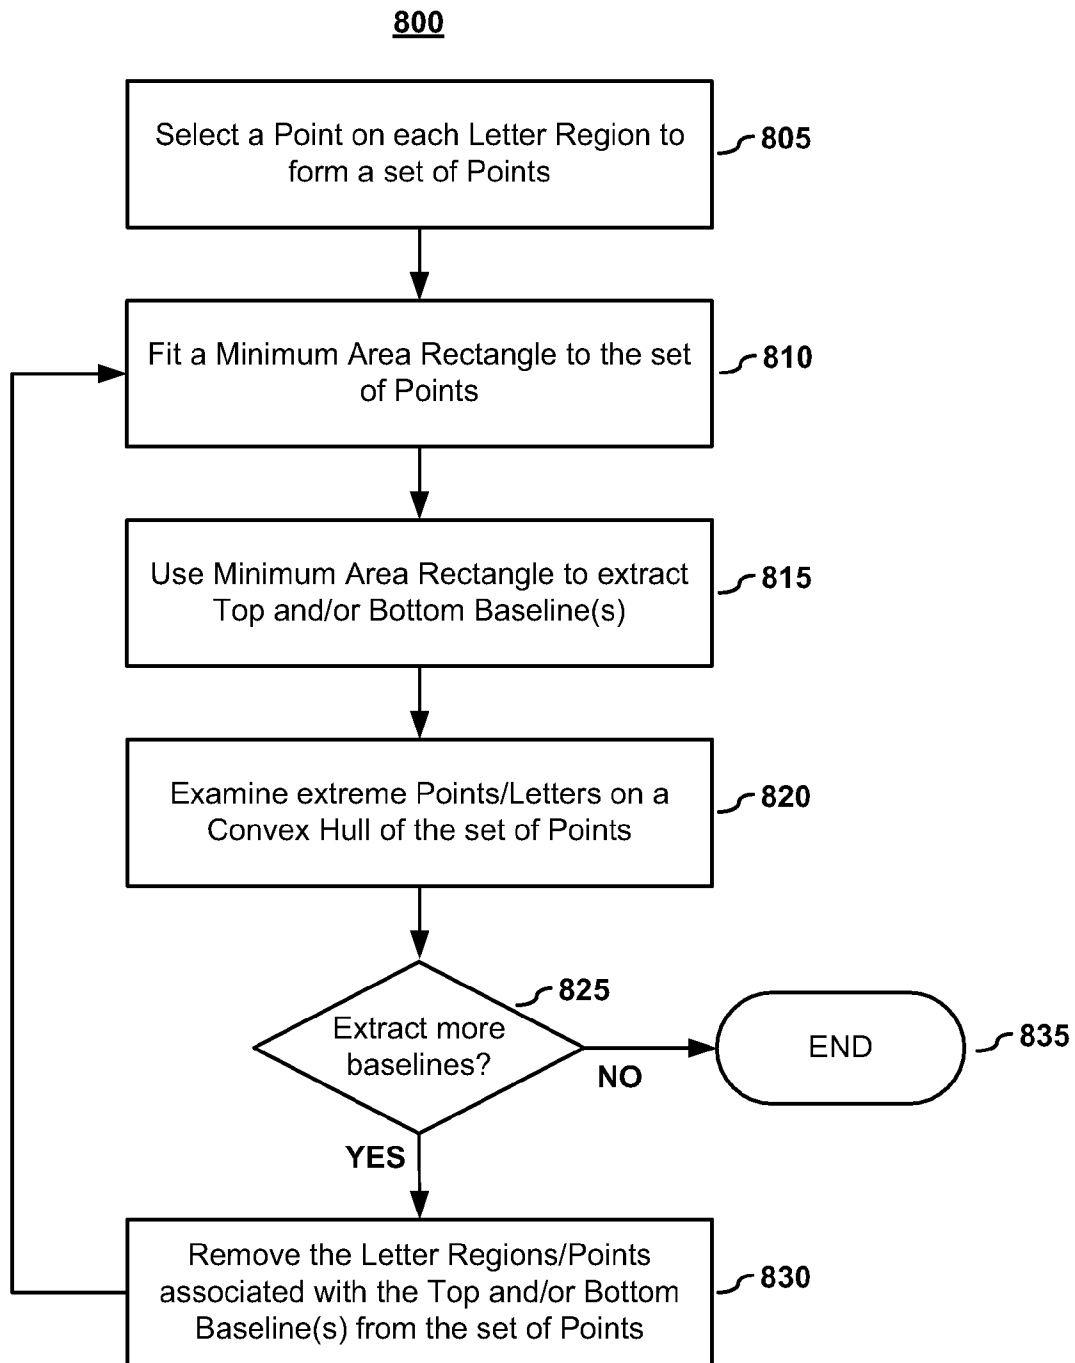 800
Select a Point on each Letter Region to
form a set of Points
805
Fit a Minimum Area Rectangle to the set
of Points
810
Use Minimum Area Rectangle to extract
Top and/or Bottom Baseline(s)
815
Examine extreme Points/Letters on a
Convex Hull of the set of Points
820
825
Extract more
baselines?
NO
END
835
YES
Remove the Letter Regions/Points
associated with the Top and/or Bottom
Baseline(s) from the set of Points
830